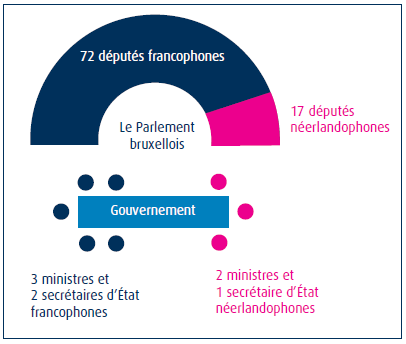 72 députés francophones
17 députés
néerlandophones
Le Parlement
bruxellois
Gouvernement
3 ministres et
2 secrétaires d'État
francophones
2 ministres et
1 secrétaire d'État
néerlandophones